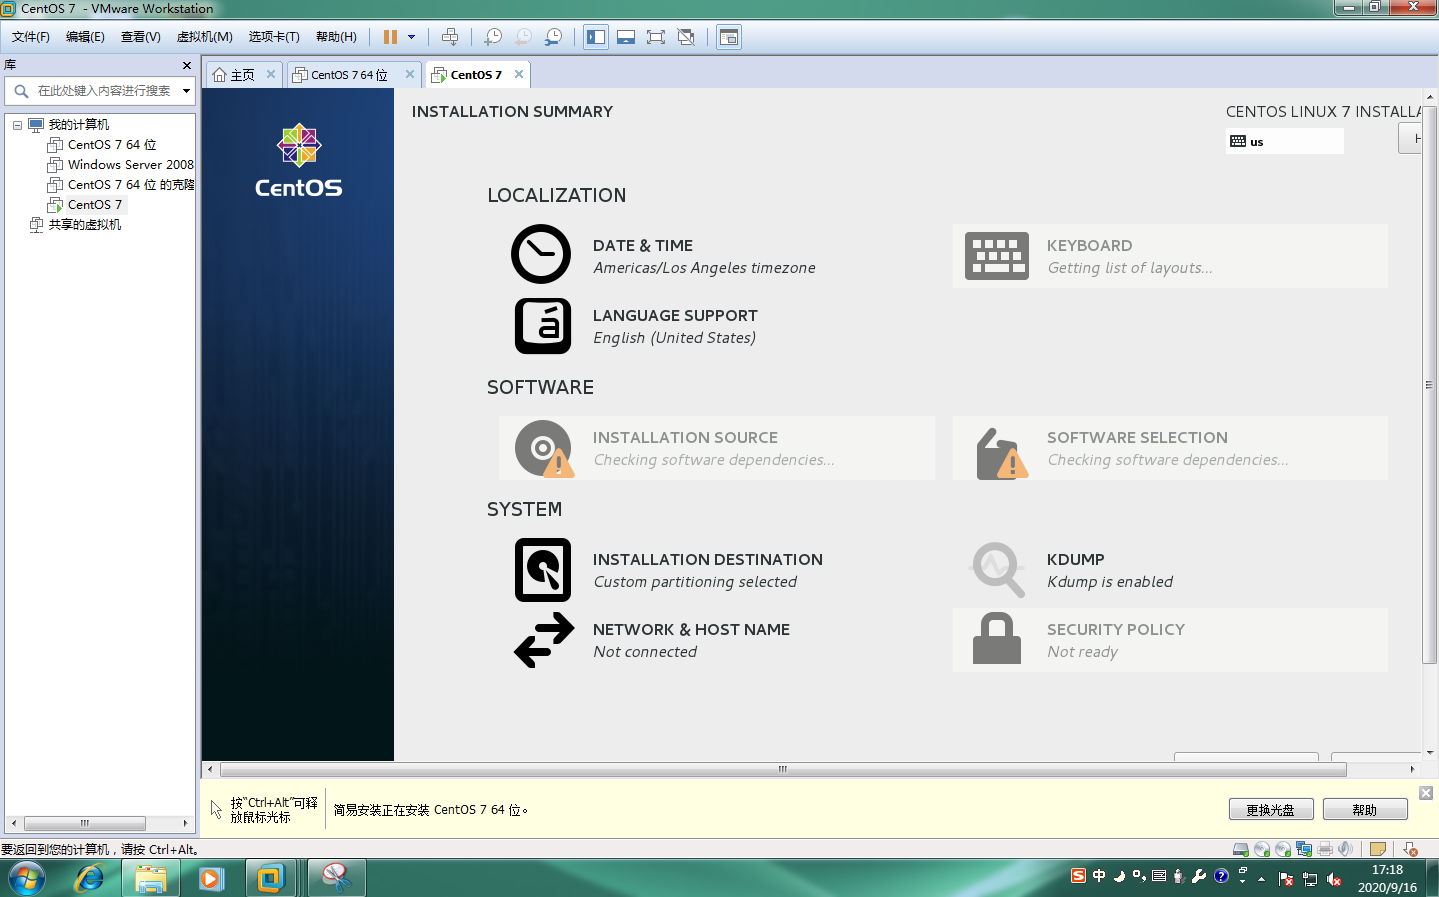 CentOS 7 - VMware Workstation
文件(F) 编辑(E) 查看(V) 虚拟机(M) 选项卡(T) 帮助(H)
库
在此处键入内容进行搜索
我的计算机
CentOS 7 64 位
Windows Server 2008
CentOS 7 64 位 的克隆
CentOS 7
共享的虚拟机
主页 CentOS 7 64 位 CentOS 7
CentOS
INSTALLATION SUMMARY
CENTOS LINUX 7 INSTALLA
us
H
LOCALIZATION
DATE & TIME
Americas/Los Angeles timezone
KEYBOARD
Getting list of layouts...
LANGUAGE SUPPORT
English (United States)
SOFTWARE
INSTALLATION SOURCE
Checking software dependencies...
SOFTWARE SELECTION
Checking software dependencies...
SYSTEM
INSTALLATION DESTINATION
Custom partitioning selected
KDUMP
Kdump is enabled
NETWORK & HOST NAME
Not connected
SECURITY POLICY
Not ready
按“Ctrl+Alt”可释
放鼠标光标
简易安装正在安装 CentOS 7 64 位。
更换光盘
帮助
要返回到您的计算机，请按 Ctrl+Alt。
中
17:18
2020/9/16